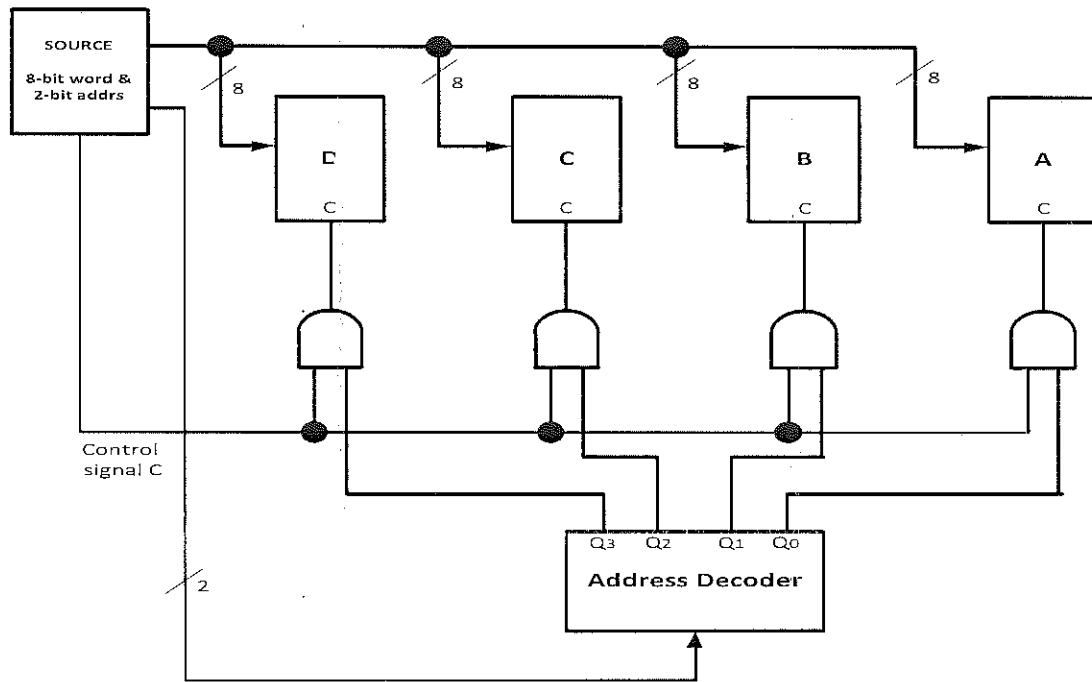 SOURCE
8-bit word &
2-bit addrs
8
8
8
8
D
C
B
A
C
C
C
C
Control
signal C
Q3 Q2 Q1 Q0
Address Decoder
2